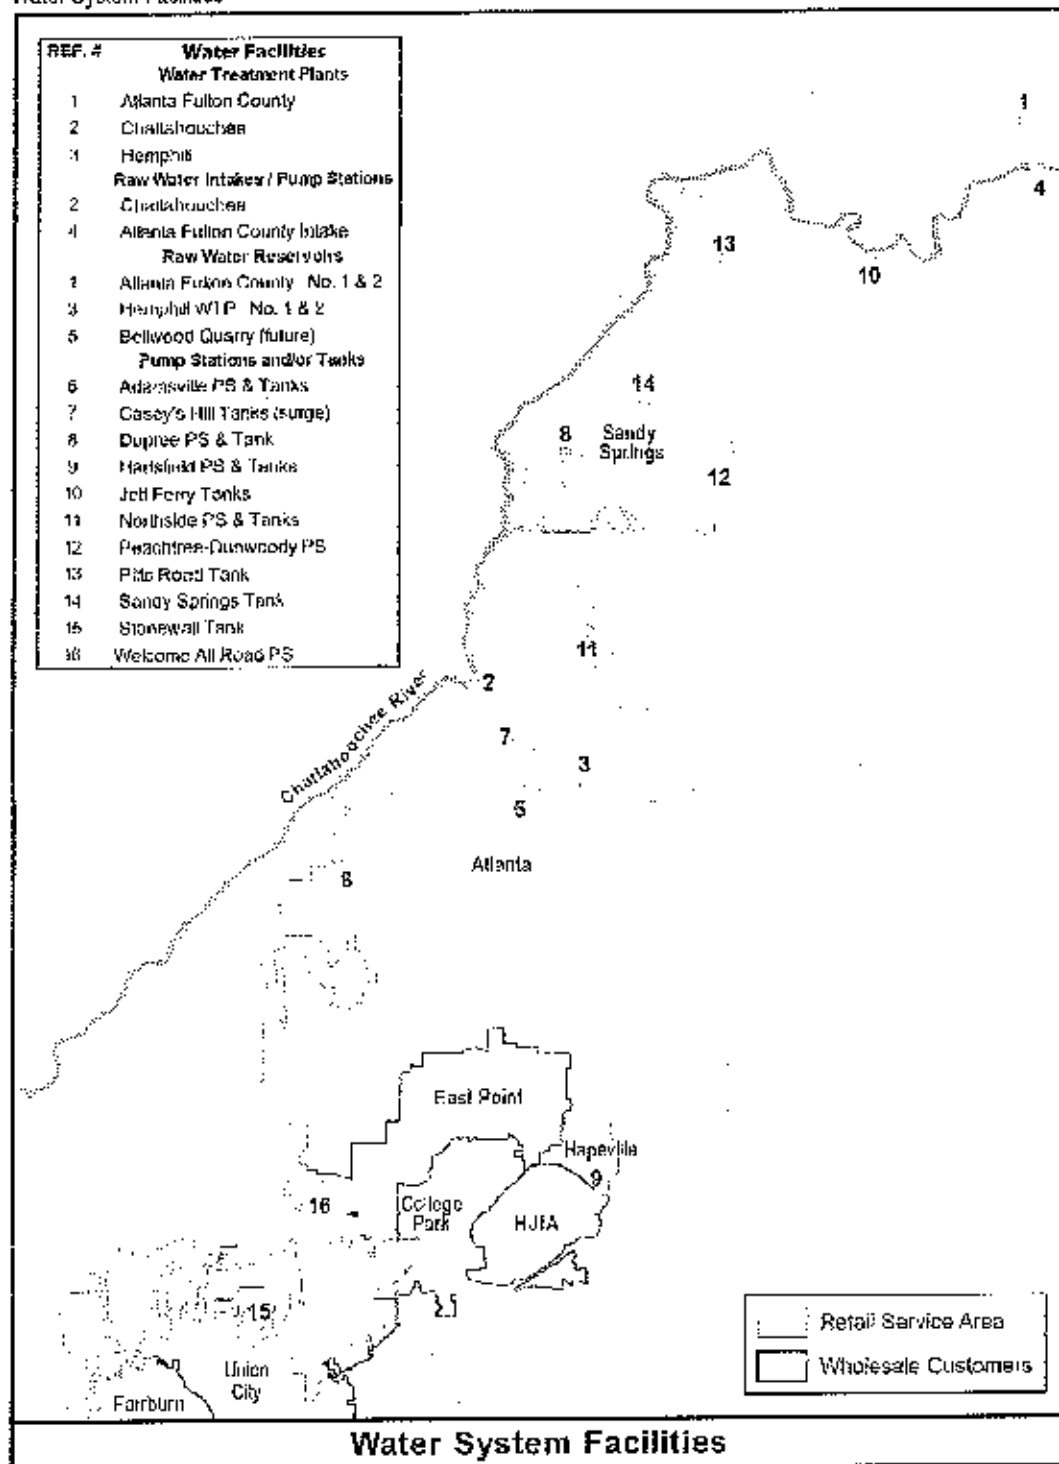 Water System Facilities
REF. # Water Facilities
Water Treatment Plants
1 Atlanta Fulton County
2 Chattahoochee
3 Hemphill
Raw Water Intakes / Pump Stations
2 Chattahoochee
4 Atlanta Fulton County Intake
Raw Water Reservoirs
1 Atlanta Fulton County No. 1 & 2
3 Hemphill WTP No. 1 & 2
5 Bellwood Quarry (future)
Pump Stations and/or Tanks
6 Adamsville PS & Tanks
7 Casey's Hill Tanks (surge)
8 Dupree PS & Tank
9 Hartsfield PS & Tanks
10 Jett Ferry Tanks
11 Northside PS & Tanks
12 Peachtree-Dunwoody PS
13 Pitts Road Tank
14 Sandy Springs Tank
15 Stonewall Tank
16 Welcome All Road PS
1
4
13
10
14
8
Sandy
Springs
12
11
2
Chattahoochee River
7
3
5
Atlanta
6
East Point
Hapeville
9
16
College
Park
HJIA
15
Union
City
Fairburn
Retail Service Area
Wholesale Customers
Water System Facilities